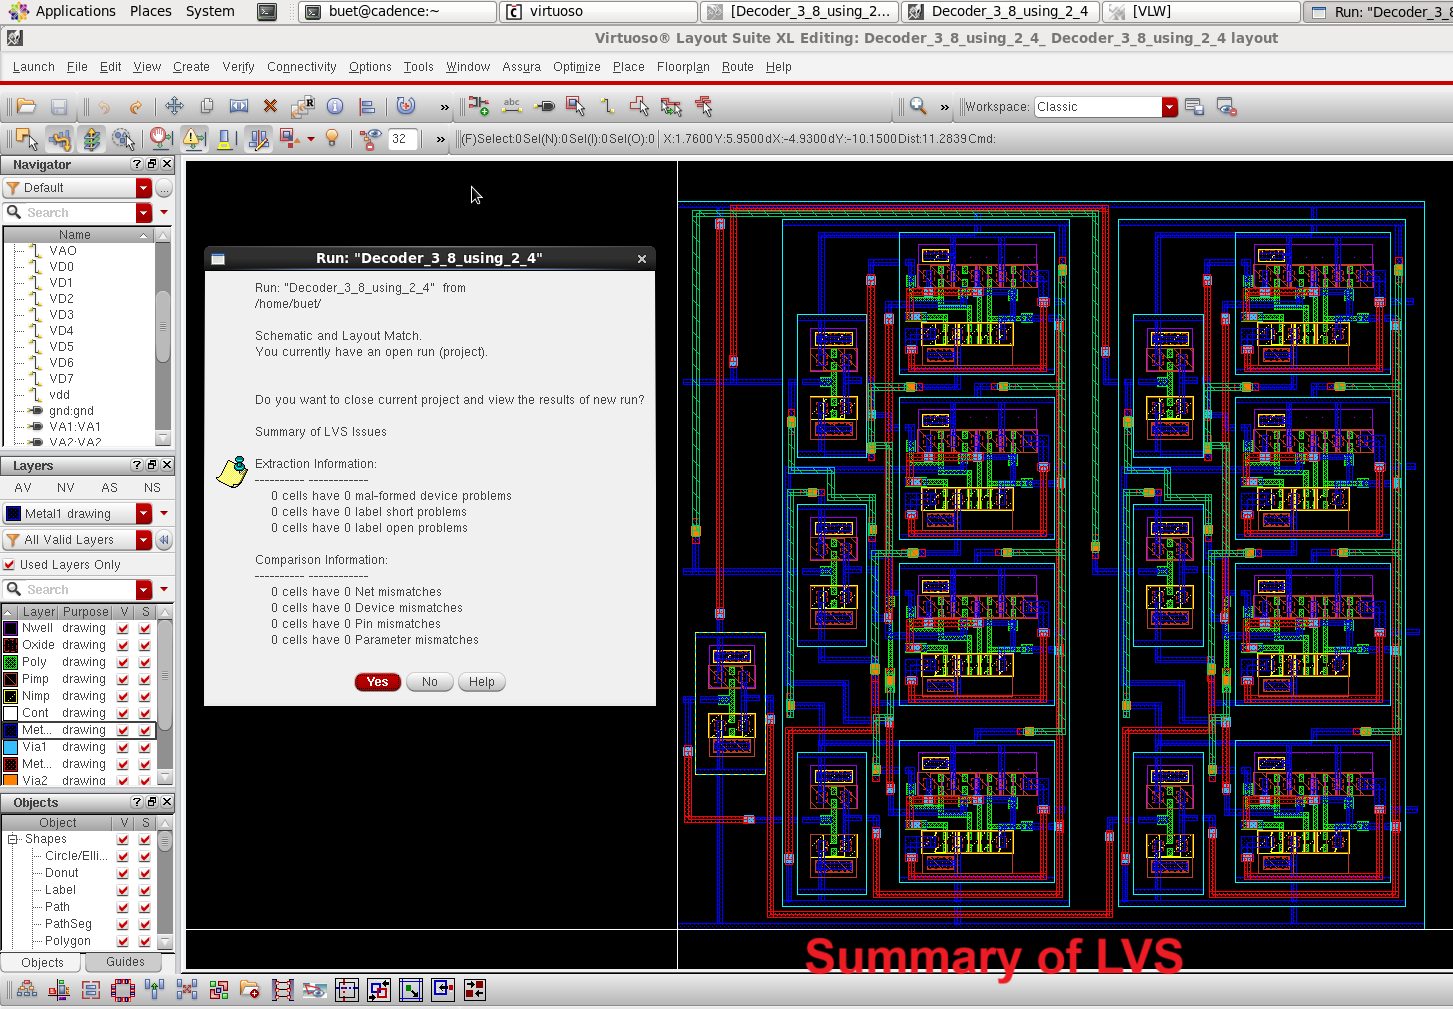 Applications Places System buet@cadence:~ virtuoso [Decoder_3_8_using_2... Decoder_3_8_using_2_4 [VLW] Run: "Decoder_3_8
Virtuoso® Layout Suite XL Editing: Decoder_3_8_using_2_4_ Decoder_3_8_using_2_4 layout
Launch File Edit View Create Verify Connectivity Options Tools Window Assura Optimize Place Floorplan Route Help
» abc » Workspace: Classic
32 » (F)Select:0 Sel(N):0 Sel(I):0 Sel(O):0 X:1.7600 Y:5.9500 dX:-4.9300 dY:-10.1500 Dist:11.2839 Cmd:
Navigator
Default
Search
Name
VAO
VD0
VD1
VD2
VD3
VD4
VD5
VD6
VD7
vdd
gnd:gnd
VA1:VA1
VA2:VA2
Layers
AV NV AS NS
Metal1 drawing
All Valid Layers
Used Layers Only
Search
Layer Purpose V S
Nwell drawing
Oxide drawing
Poly drawing
Pimp drawing
Nimp drawing
Cont drawing
Met... drawing
Via1 drawing
Met... drawing
Via2 drawing
Objects
Object V S
Shapes
Circle/Elli...
Donut
Label
Path
PathSeg
Polygon
Objects Guides
Run: "Decoder_3_8_using_2_4"
Run: "Decoder_3_8_using_2_4" from
/home/buet/
Schematic and Layout Match.
You currently have an open run (project).
Do you want to close current project and view the results of new run?
Summary of LVS Issues
Extraction Information:
---------- ------------
0 cells have 0 mal-formed device problems
0 cells have 0 label short problems
0 cells have 0 label open problems
Comparison Information:
---------- ------------
0 cells have 0 Net mismatches
0 cells have 0 Device mismatches
0 cells have 0 Pin mismatches
0 cells have 0 Parameter mismatches
Yes No Help
Summary of LVS